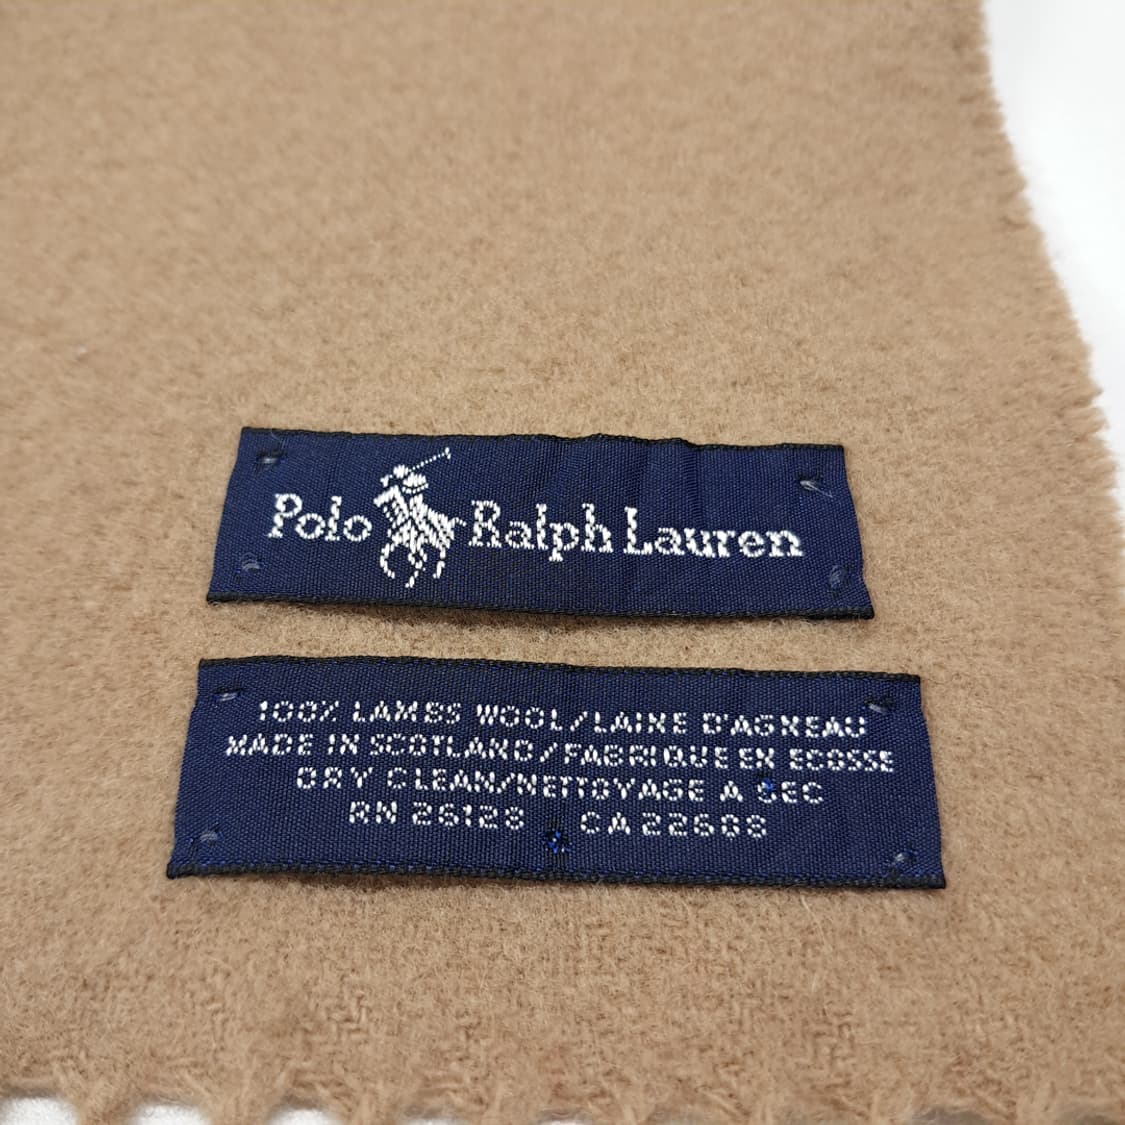 Polo Ralph Lauren
100% LAMBS WOOL/LAINE D'AGNEAU
MADE IN SCOTLAND/FABRIQUE EN ECOSSE
DRY CLEAN/NETTOYAGE A SEC
RN 26128 CA 22608